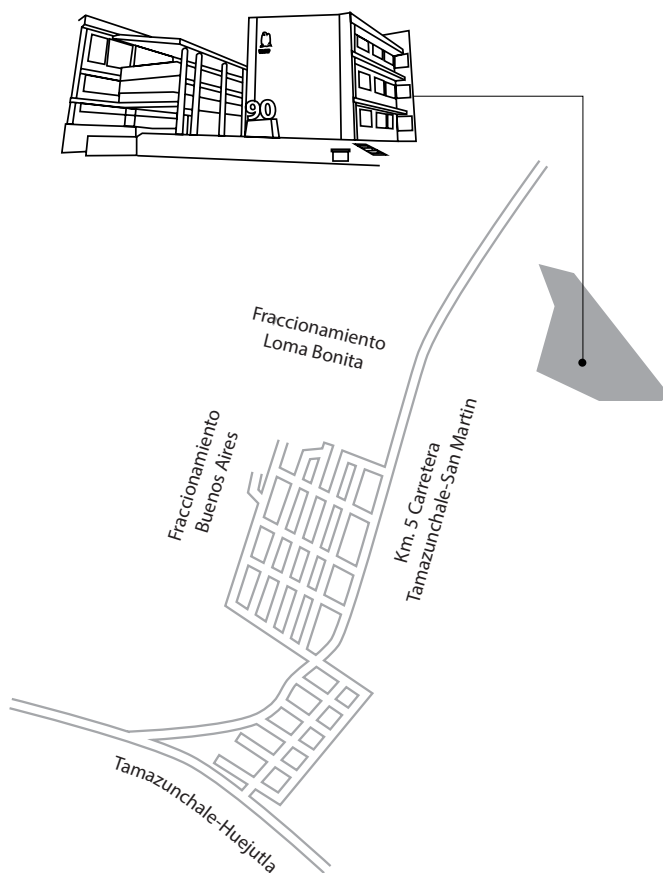 90
Fraccionamiento
Loma Bonita
Fraccionamiento
Buenos Aires
Km. 5 Carretera
Tamazunchale-San Martin
Tamazunchale-Huejutla